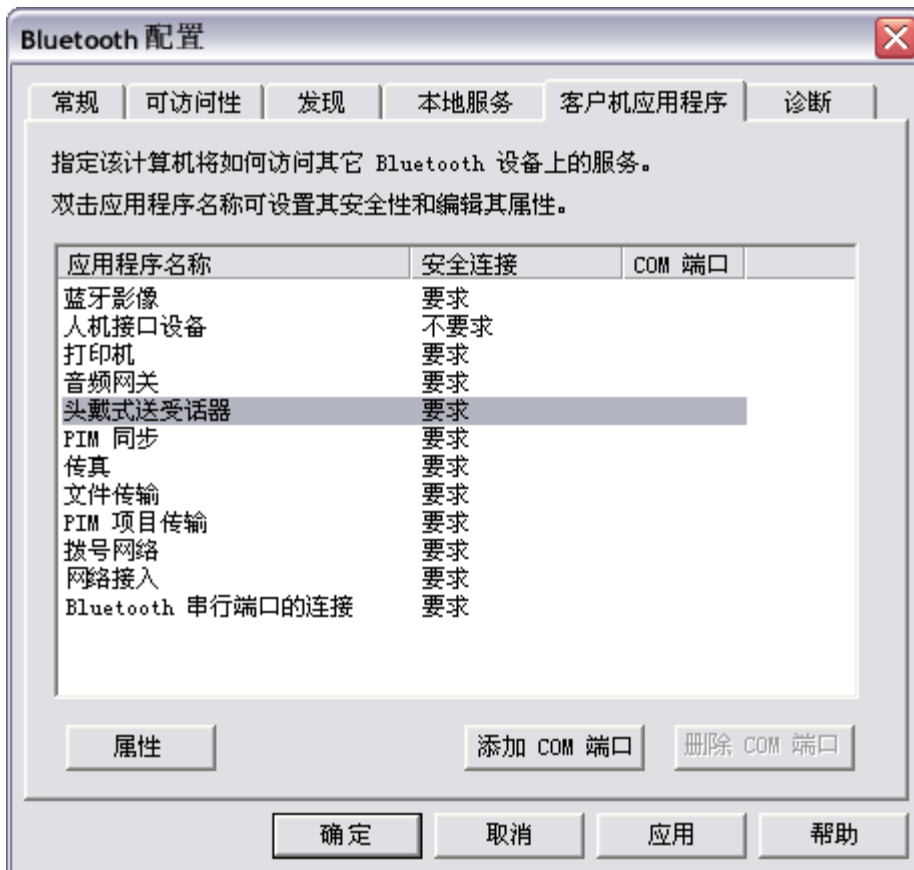 Bluetooth 配置
常规 可访问性 发现 本地服务 客户机应用程序 诊断
指定该计算机将如何访问其它 Bluetooth 设备上的服务。
双击应用程序名称可设置其安全性和编辑其属性。
应用程序名称 安全连接 COM 端口
蓝牙影像 要求
人机接口设备 不要求
打印机 要求
音频网关 要求
头戴式送受话器 要求
PIM 同步 要求
传真 要求
文件传输 要求
PIM 项目传输 要求
拨号网络 要求
网络接入 要求
Bluetooth 串行端口的连接 要求
属性 添加 COM 端口 删除 COM 端口
确定 取消 应用 帮助